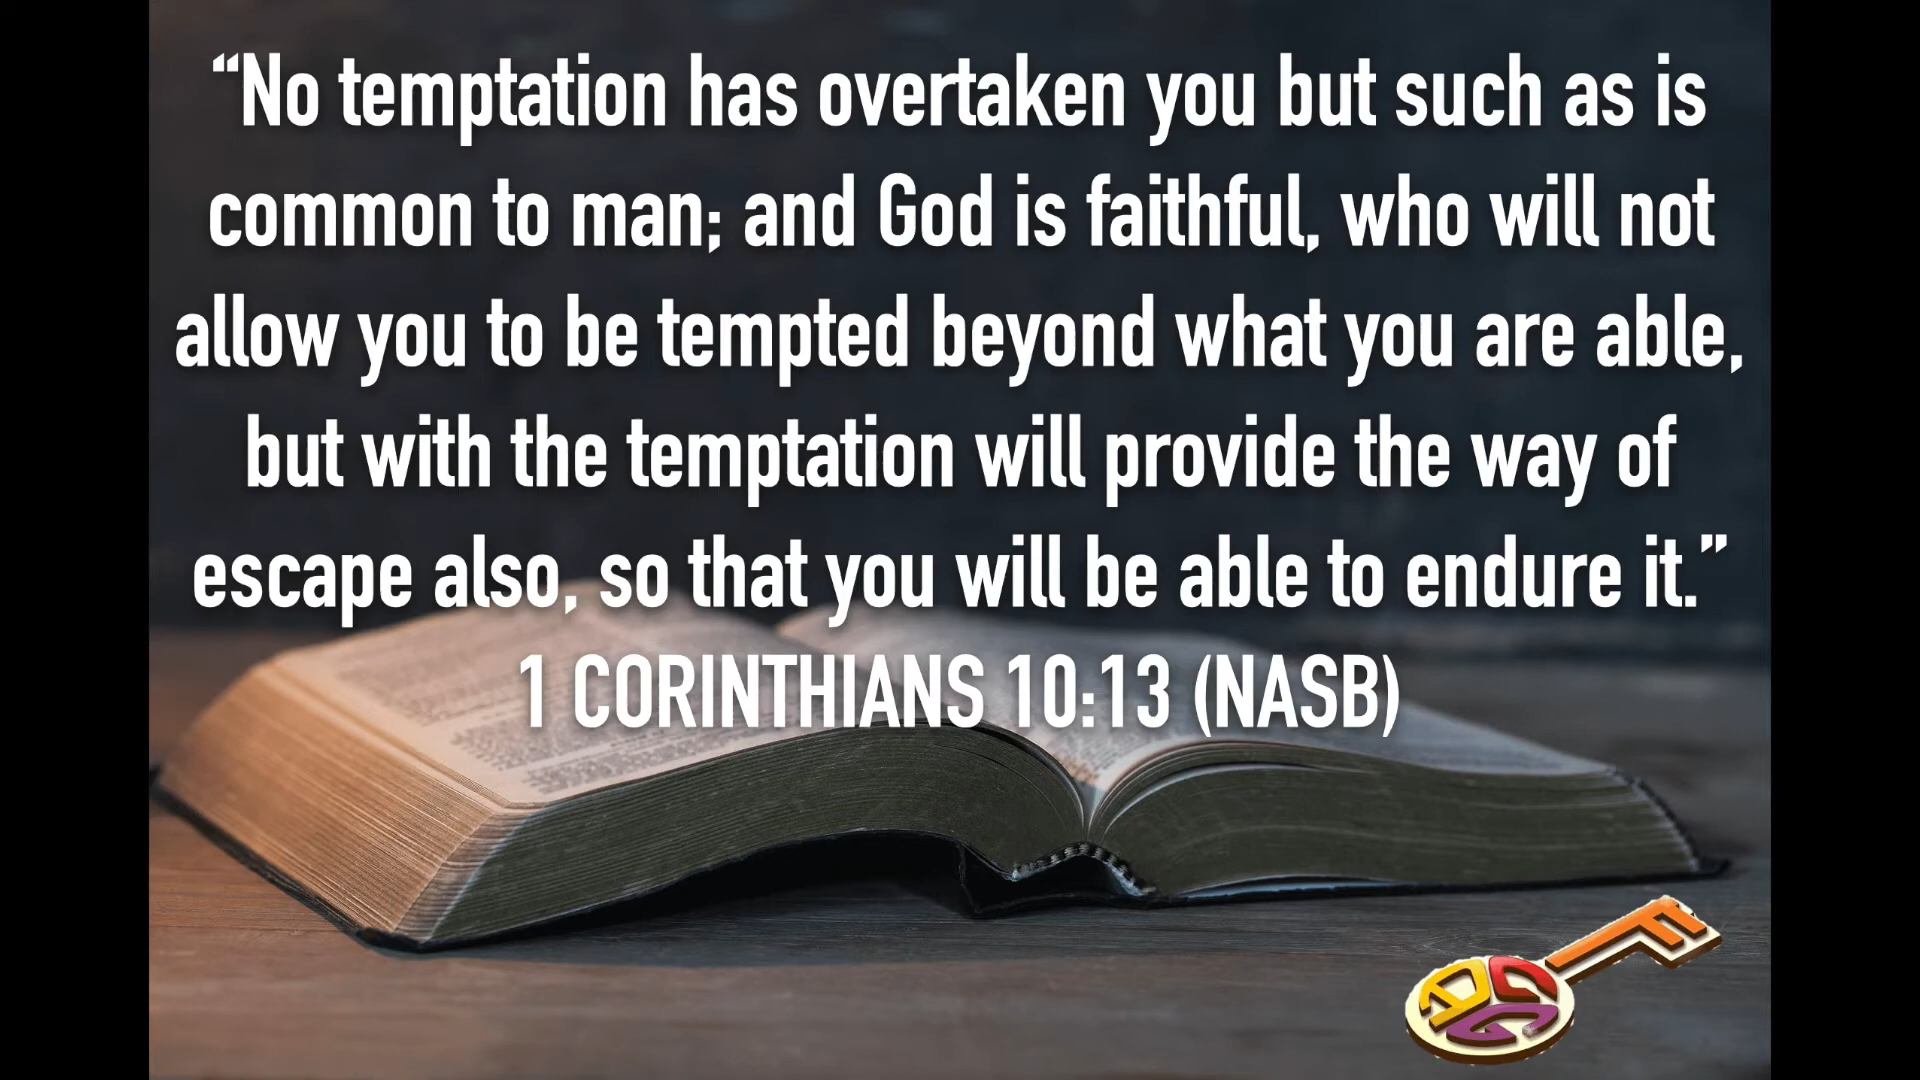 “No temptation has overtaken you but such as is
common to man; and God is faithful, who will not
allow you to be tempted beyond what you are able,
but with the temptation will provide the way of
escape also, so that you will be able to endure it.”
1 CORINTHIANS 10:13 (NASB)